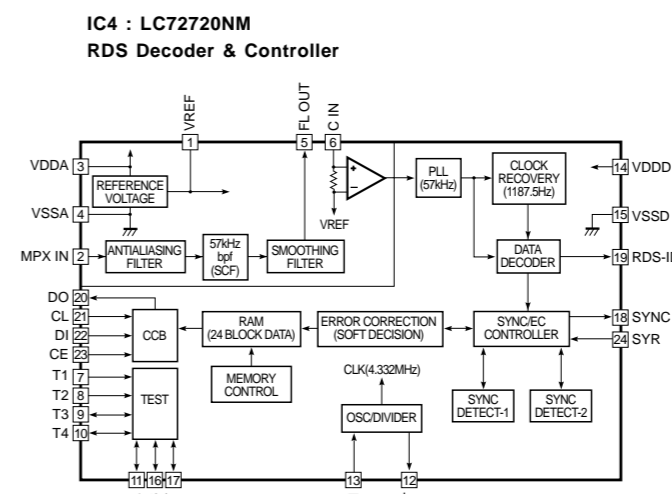 IC4 : LC72720NM
RDS Decoder & Controller
VREF
FL OUT
C IN
1
5
6
VDDA 3
REFERENCE
VOLTAGE
VSSA 4
+
−
VREF
PLL
(57kHz)
CLOCK
RECOVERY
(1187.5Hz)
14 VDDD
15 VSSD
MPX IN 2
ANTIALIASING
FILTER
57kHz
bpf
(SCF)
SMOOTHING
FILTER
DATA
DECODER
19
DO 20
CL 21
DI 22
CE 23
CCB
RAM
(24 BLOCK DATA)
ERROR CORRECTION
(SOFT DECISION)
SYNC/EC
CONTROLLER
18 SYNC
24 SYR
T1 7
T2 8
T3 9
T4 10
TEST
MEMORY
CONTROL
CLK(4.332MHz)
OSC/DIVIDER
SYNC
DETECT-1
SYNC
DETECT-2
11 16 17
13
12